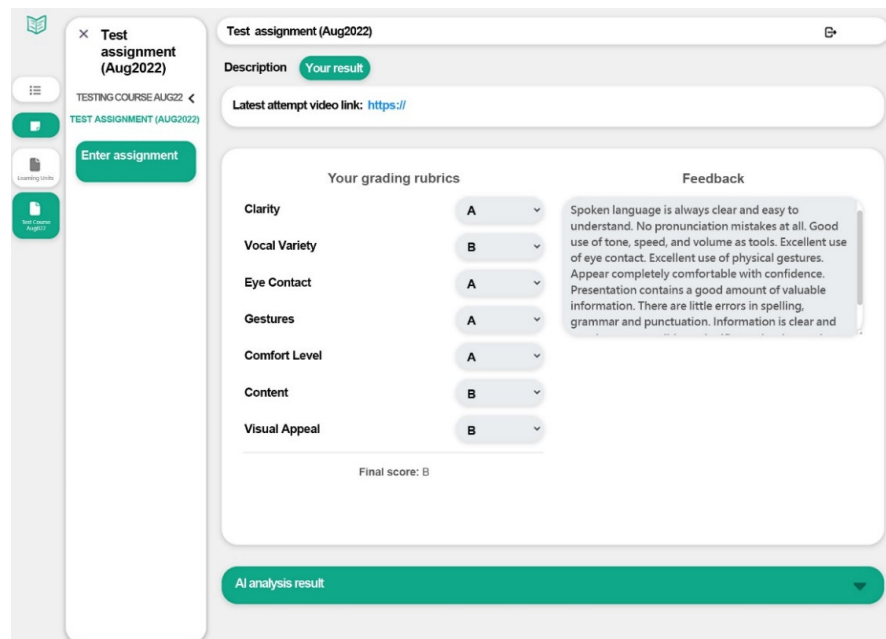 × Test
assignment
(Aug2022)
TESTING COURSE AUG22
TEST ASSIGNMENT (AUG2022)
Enter assignment
Learning Units
Test Course
Test assignment (Aug2022)
Description Your result
Latest attempt video link: https://
Your grading rubrics
Clarity A
Vocal Variety B
Eye Contact A
Gestures A
Comfort Level A
Content B
Visual Appeal B
Final score: B
Feedback
Spoken language is always clear and easy to
understand. No pronunciation mistakes at all. Good
use of tone, speed, and volume as tools. Excellent use
of eye contact. Excellent use of physical gestures.
Appear completely comfortable with confidence.
Presentation contains a good amount of valuable
information. There are little errors in spelling,
grammar and punctuation. Information is clear and
AI analysis result